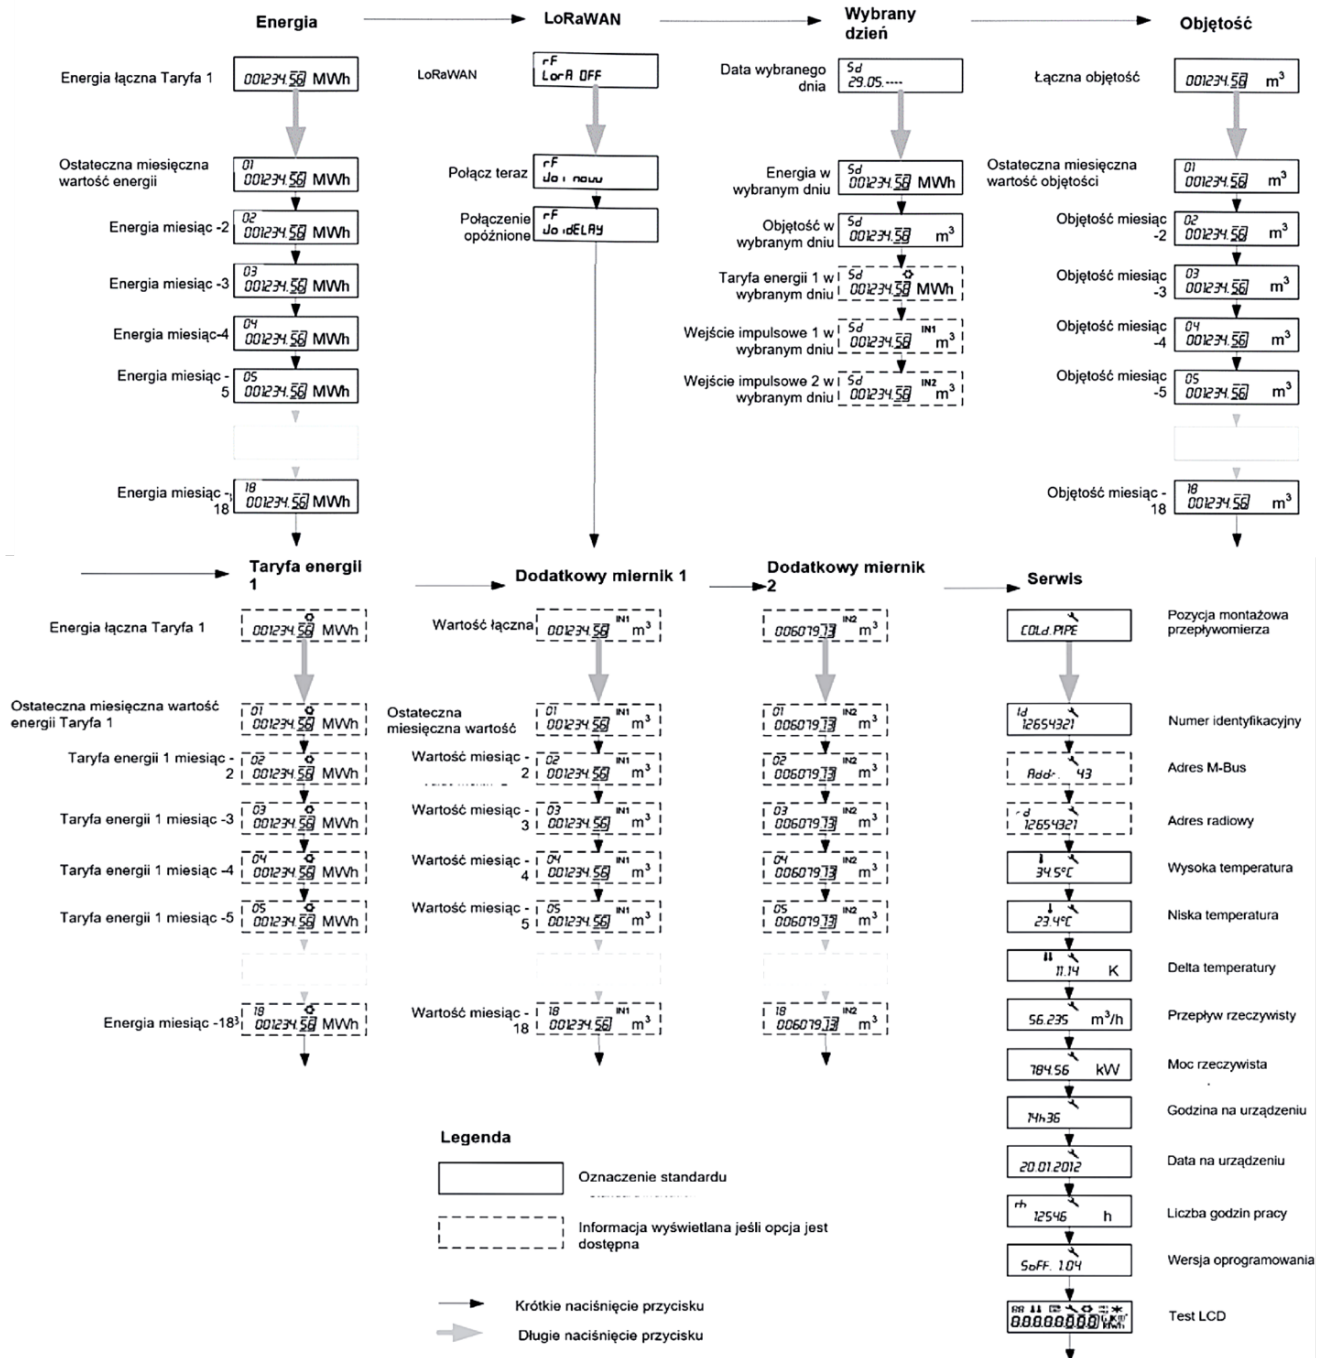 Energia
LoRaWAN
Wybrany
dzień
Objętość
Energia łączna Taryfa 1
001234.56 MWh
Ostateczna miesięczna
wartość energii
01
001234.56 MWh
Energia miesiąc -2
02
001234.56 MWh
Energia miesiąc -3
03
001234.56 MWh
Energia miesiąc-4
04
001234.56 MWh
Energia miesiąc -
5
05
001234.56 MWh
Energia miesiąc -
18
18
001234.56 MWh
LoRaWAN
rF
LorA OFF
Połącz teraz
rF
Połączenie
opóźnione
rF
Jo idELAY
Data wybranego
dnia
Sd
29.05.----
Energia w
wybranym dniu
Sd
001234.56 MWh
Objętość w
wybranym dniu
Sd
001234.56 m³
Taryfa energii 1 w
wybranym dniu
Sd
001234.56 MWh
Wejście impulsowe 1 w
wybranym dniu
Sd IN1
001234.56 m³
Wejście impulsowe 2 w
wybranym dniu
Sd IN2
001234.56 m³
Łączna objętość
001234.56 m³
Ostateczna miesięczna
wartość objętości
01
001234.56 m³
Objętość miesiąc
-2
02
001234.56 m³
Objętość miesiąc
-3
03
001234.56 m³
Objętość miesiąc
-4
04
001234.56 m³
Objętość miesiąc
-5
05
001234.56 m³
Objętość miesiąc -
18
18
001234.56 m³
Taryfa energii
1
Dodatkowy miernik 1
Dodatkowy miernik
2
Serwis
Energia łączna Taryfa 1
001234.56 MWh
Ostateczna miesięczna wartość
energii Taryfa 1
01
001234.56 MWh
Taryfa energii 1 miesiąc -
2
02
001234.56 MWh
Taryfa energii 1 miesiąc -3
03
001234.56 MWh
Taryfa energii 1 miesiąc -4
04
001234.56 MWh
Taryfa energii 1 miesiąc -5
05
001234.56 MWh
Energia miesiąc -18³
18
001234.56 MWh
Wartość łączna
IN1
001234.56 m³
Ostateczna
miesięczna wartość
01 IN1
001234.56 m³
Wartość miesiąc -
2
02 IN1
001234.56 m³
Wartość miesiąc -
3
03 IN1
001234.56 m³
Wartość miesiąc -
4
04 IN1
001234.56 m³
Wartość miesiąc -
5
05 IN1
001234.56 m³
Wartość miesiąc -
18
18 IN1
001234.56 m³
IN2
006079.73 m³
01 IN2
006079.73 m³
02 IN2
006079.73 m³
03 IN2
006079.73 m³
04 IN2
006079.73 m³
05 IN2
006079.73 m³
18 IN2
006079.73 m³
COLd.PIPE
Pozycja montażowa
przepływomierza
Id
12654321
Numer identyfikacyjny
Addr. 43
Adres M-Bus
rd
12654321
Adres radiowy
34.5°C
Wysoka temperatura
23.4°C
Niska temperatura
11.14 K
Delta temperatury
56.235 m³/h
Przepływ rzeczywisty
784.56 kW
Moc rzeczywista
14h36
Godzina na urządzeniu
20.01.2012
Data na urządzeniu
rh
12546 h
Liczba godzin pracy
SoFF. 1.04
Wersja oprogramowania
Test LCD
Legenda
Oznaczenie standardu
Informacja wyświetlana jeśli opcja jest
dostępna
Krótkie naciśnięcie przycisku
Długie naciśnięcie przycisku